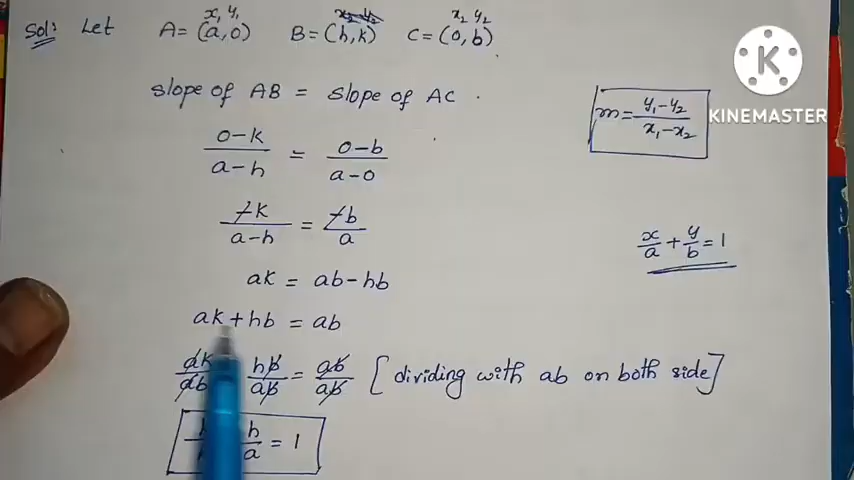 Sol: Let A = (a,0) B = (h,k) C = (0,b)
x₁ y₁ x₂ y₂ x₂ y₂
slope of AB = slope of AC .
0-k / a-h = 0-b / a-0
-k / a-h = -b / a
ak = ab-hb
ak+hb = ab
ak / ab hb / ab = ab / ab [dividing with ab on both side]
h / a = 1
m = y₁-y₂ / x₁-x₂
x/a + y/b = 1
K
KINEMASTER